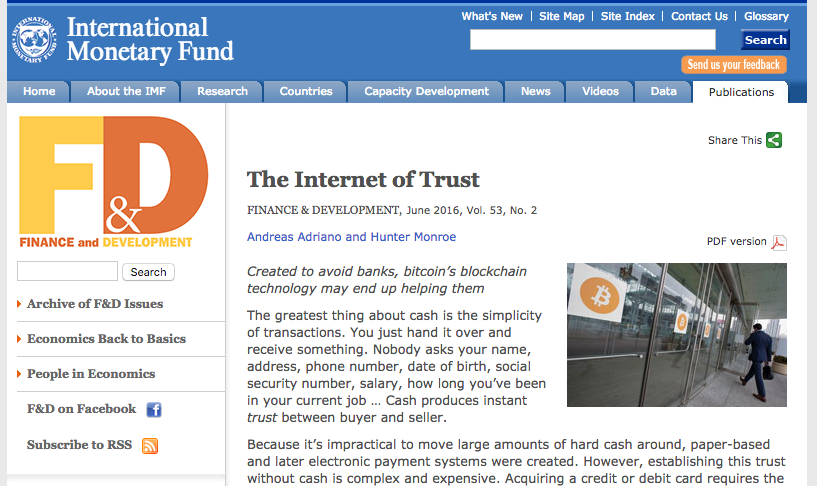 What's New | Site Map | Site Index | Contact Us | Glossary
International
Monetary Fund
Search
Send us your feedback
Home
About the IMF
Research
Countries
Capacity Development
News
Videos
Data
Publications
F&D
FINANCE and DEVELOPMENT
Search
Archive of F&D Issues
Economics Back to Basics
People in Economics
F&D on Facebook
Subscribe to RSS
Share This
The Internet of Trust
FINANCE & DEVELOPMENT, June 2016, Vol. 53, No. 2
Andreas Adriano and Hunter Monroe
PDF version
Created to avoid banks, bitcoin’s blockchain
technology may end up helping them
The greatest thing about cash is the simplicity
of transactions. You just hand it over and
receive something. Nobody asks your name,
address, phone number, date of birth, social
security number, salary, how long you’ve been
in your current job … Cash produces instant
trust between buyer and seller.
Because it’s impractical to move large amounts of hard cash around, paper-based
and later electronic payment systems were created. However, establishing this trust
without cash is complex and expensive. Acquiring a credit or debit card requires the